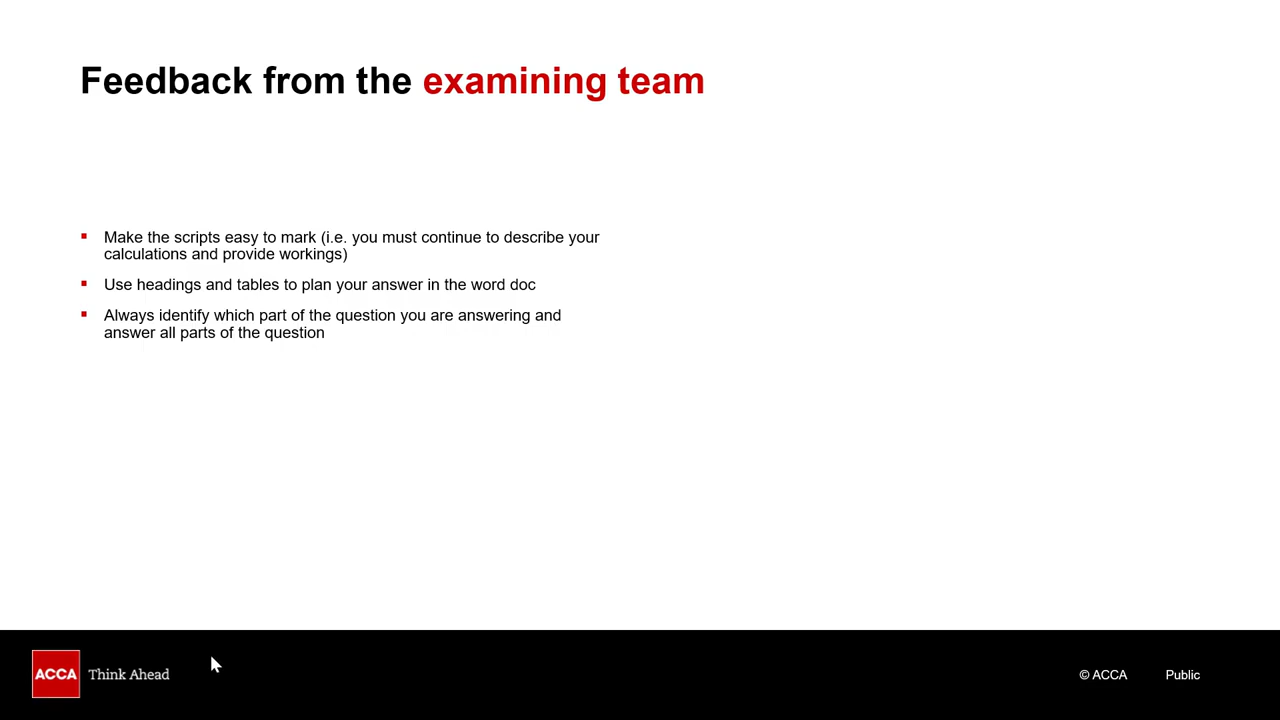 Feedback from the examining team
Make the scripts easy to mark (i.e. you must continue to describe your
calculations and provide workings)
Use headings and tables to plan your answer in the word doc
Always identify which part of the question you are answering and
answer all parts of the question
ACCA Think Ahead
© ACCA Public